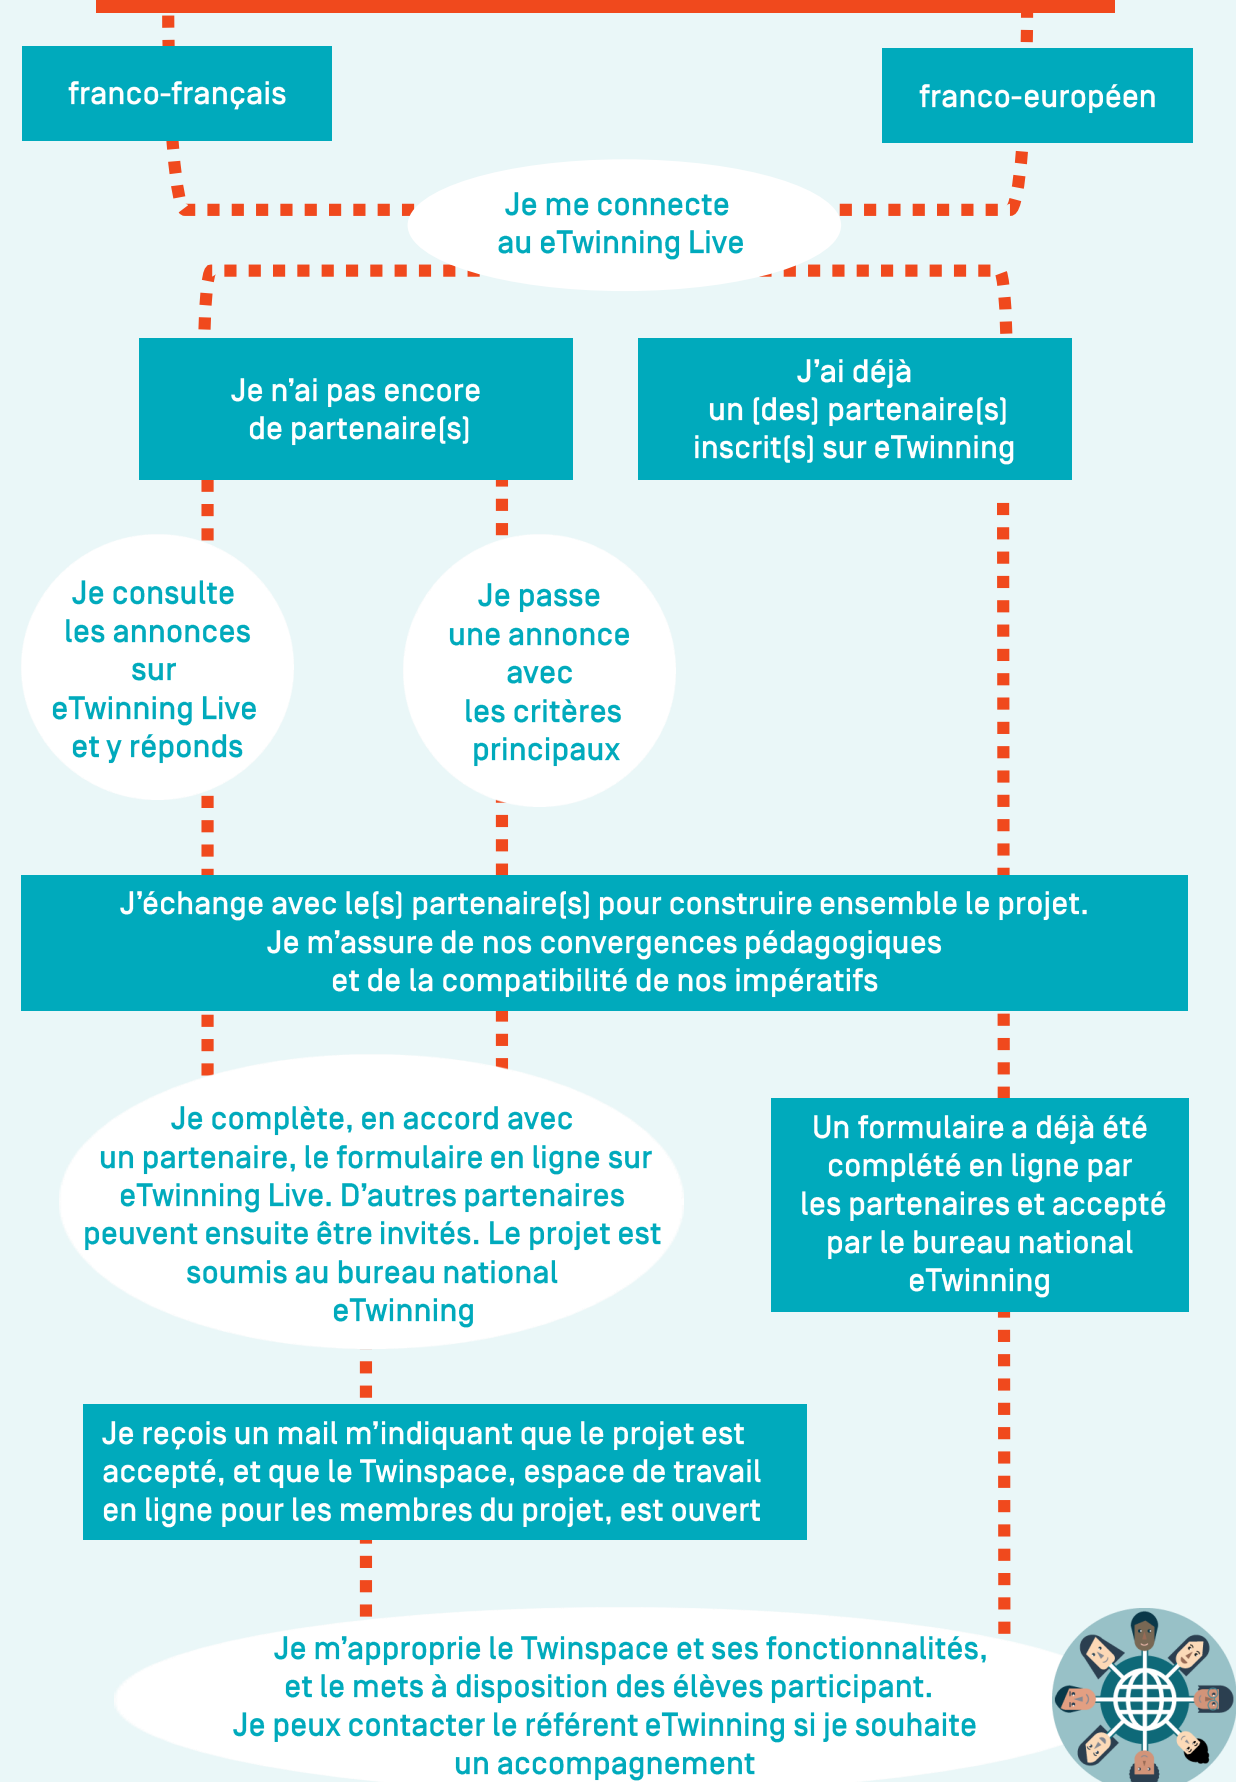 franco-français
franco-européen
Je me connecte
au eTwinning Live
Je n'ai pas encore
de partenaire(s)
J'ai déjà
un (des) partenaire(s)
inscrit(s) sur eTwinning
Je consulte
les annonces
sur
eTwinning Live
et y réponds
Je passe
une annonce
avec
les critères
principaux
J'échange avec le(s) partenaire(s) pour construire ensemble le projet.
Je m'assure de nos convergences pédagogiques
et de la compatibilité de nos impératifs
Je complète, en accord avec
un partenaire, le formulaire en ligne sur
eTwinning Live. D'autres partenaires
peuvent ensuite être invités. Le projet est
soumis au bureau national
eTwinning
Un formulaire a déjà été
complété en ligne par
les partenaires et accepté
par le bureau national
eTwinning
Je reçois un mail m'indiquant que le projet est
accepté, et que le Twinspace, espace de travail
en ligne pour les membres du projet, est ouvert
Je m'approprie le Twinspace et ses fonctionnalités,
et le mets à disposition des élèves participant.
Je peux contacter le référent eTwinning si je souhaite
un accompagnement